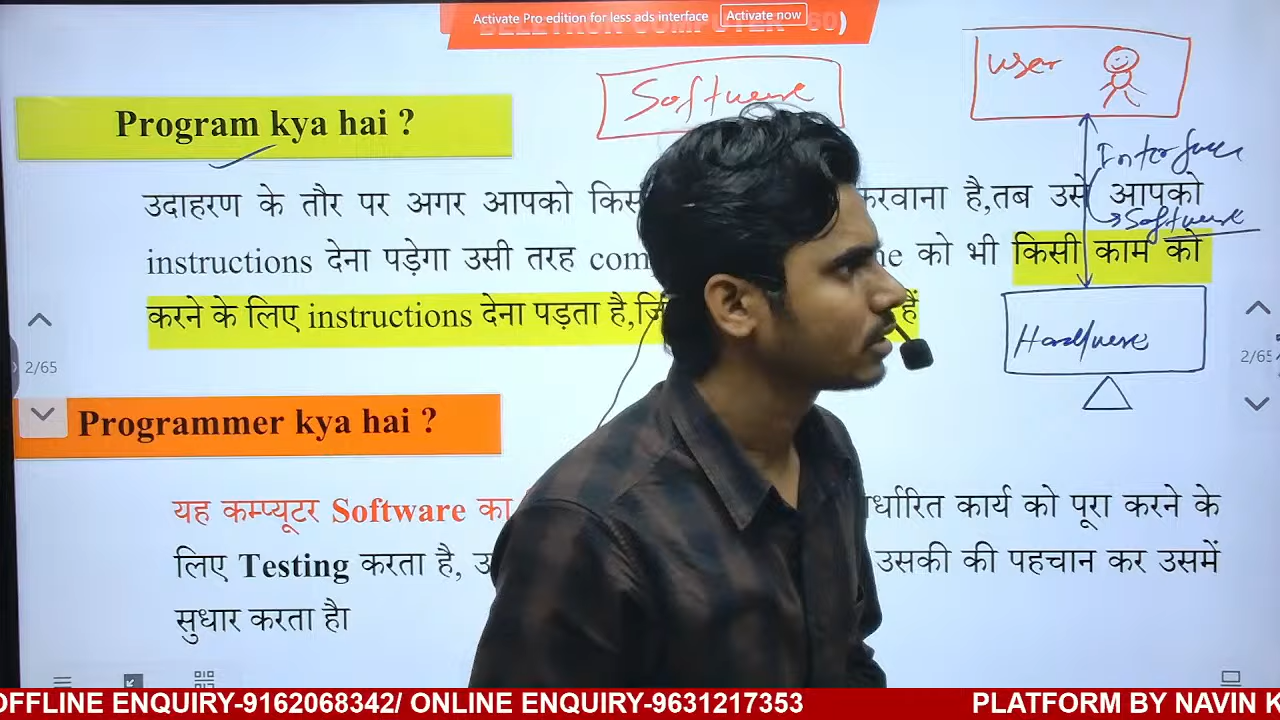 Activate Pro edition for less ads interface Activate now
60)
Software
user
Program kya hai ?
Interface
उदाहरण के तौर पर अगर आपको करवाना है,तब उसे आपको
Software
instructions देना पड़ेगा उसी तरह को भी किसी काम को
करने के लिए instructions देना पड़ता है, हैं
Hardware
2/65
2/65
Programmer kya hai ?
यह कम्प्यूटर Software का कार्य को पूरा करने के
लिए Testing करता है, उसकी की पहचान कर उसमें
सुधार करता है।
OFFLINE ENQUIRY-9162068342/ ONLINE ENQUIRY-9631217353 PLATFORM BY NAVIN K